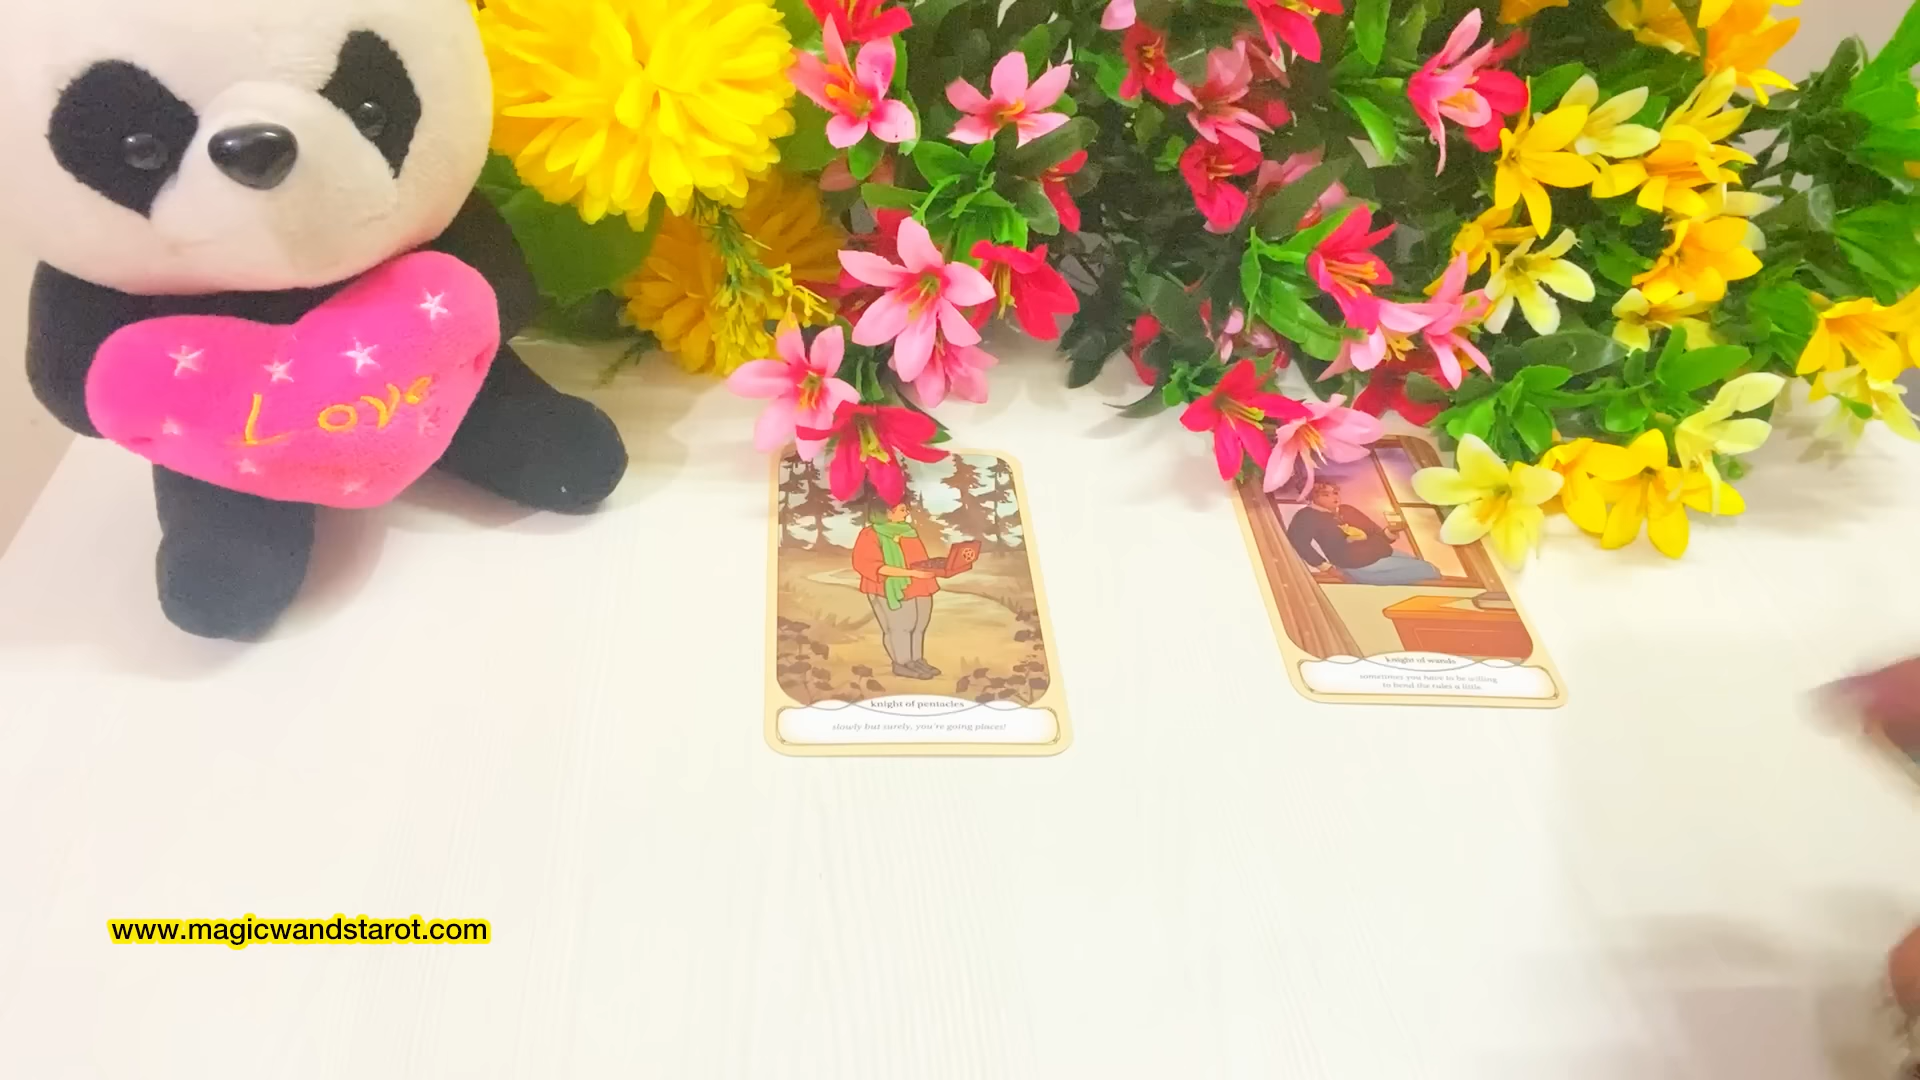 Love
knight of pentacles
slowly but surely, you're going places!
knight of wands
sometimes you have to be willing
to bend the rules a little.
www.magicwandstarot.com